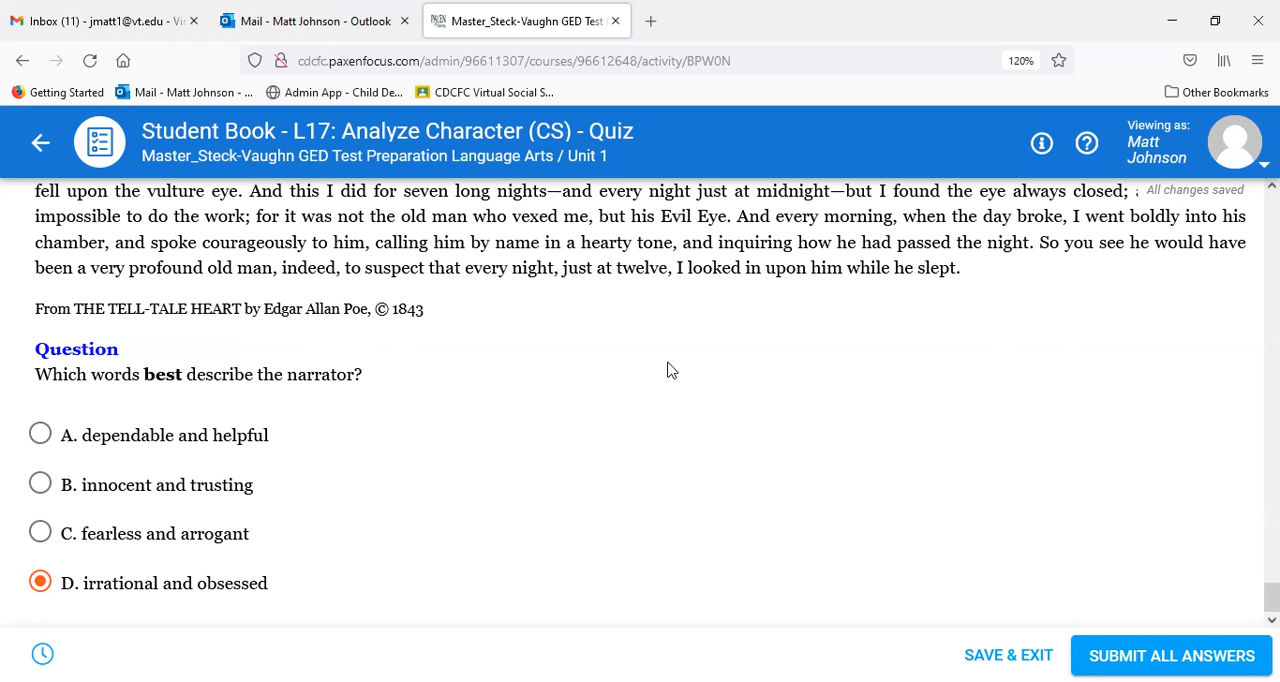 Inbox (11) - jmatt1@vt.edu - Vir
Mail - Matt Johnson - Outlook
Master_Steck-Vaughn GED Test
cdcfc.paxenfocus.com/admin/96611307/courses/96612648/activity/BPW0N
120%
Getting Started
Mail - Matt Johnson - ...
Admin App - Child De...
CDCFC Virtual Social S...
Other Bookmarks
Student Book - L17: Analyze Character (CS) - Quiz
Master_Steck-Vaughn GED Test Preparation Language Arts / Unit 1
Viewing as:
Matt
Johnson
All changes saved
fell upon the vulture eye. And this I did for seven long nights—and every night just at midnight—but I found the eye always closed;
impossible to do the work; for it was not the old man who vexed me, but his Evil Eye. And every morning, when the day broke, I went boldly into his
chamber, and spoke courageously to him, calling him by name in a hearty tone, and inquiring how he had passed the night. So you see he would have
been a very profound old man, indeed, to suspect that every night, just at twelve, I looked in upon him while he slept.
From THE TELL-TALE HEART by Edgar Allan Poe, © 1843
Question
Which words best describe the narrator?
A. dependable and helpful
B. innocent and trusting
C. fearless and arrogant
D. irrational and obsessed
SAVE & EXIT
SUBMIT ALL ANSWERS